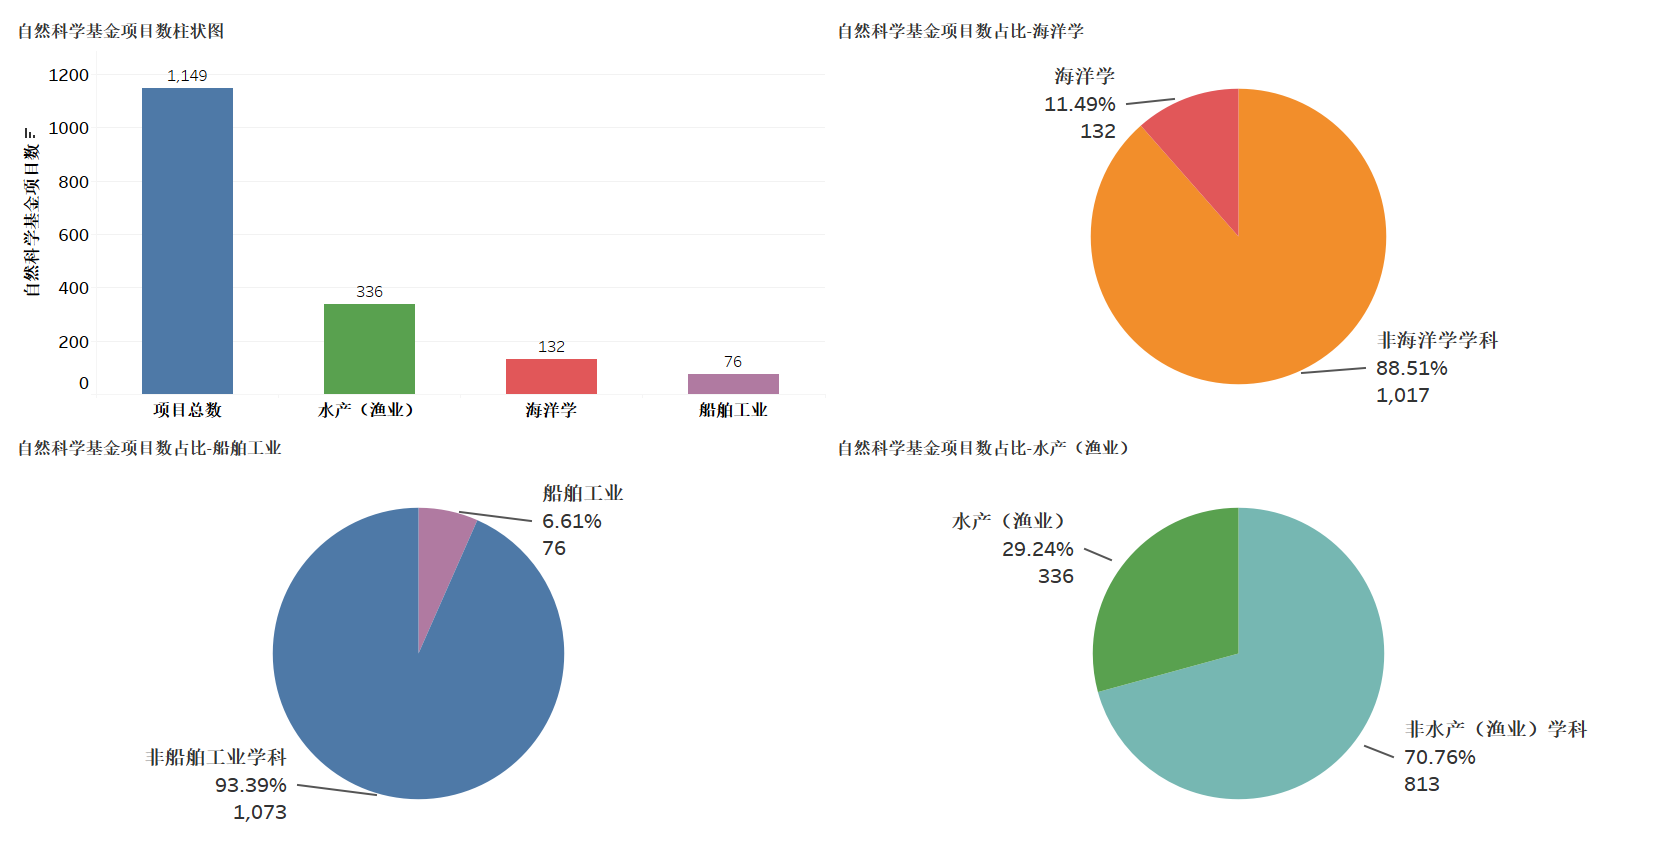 自然科学基金项目数柱状图
自然科学基金项目数
1200
1000
800
600
400
200
0
1,149
336
132
76
项目总数
水产（渔业）
海洋学
船舶工业
自然科学基金项目数占比-海洋学
海洋学
11.49%
132
非海洋学学科
88.51%
1,017
自然科学基金项目数占比-船舶工业
船舶工业
6.61%
76
非船舶工业学科
93.39%
1,073
自然科学基金项目数占比-水产（渔业）
水产（渔业）
29.24%
336
非水产（渔业）学科
70.76%
813